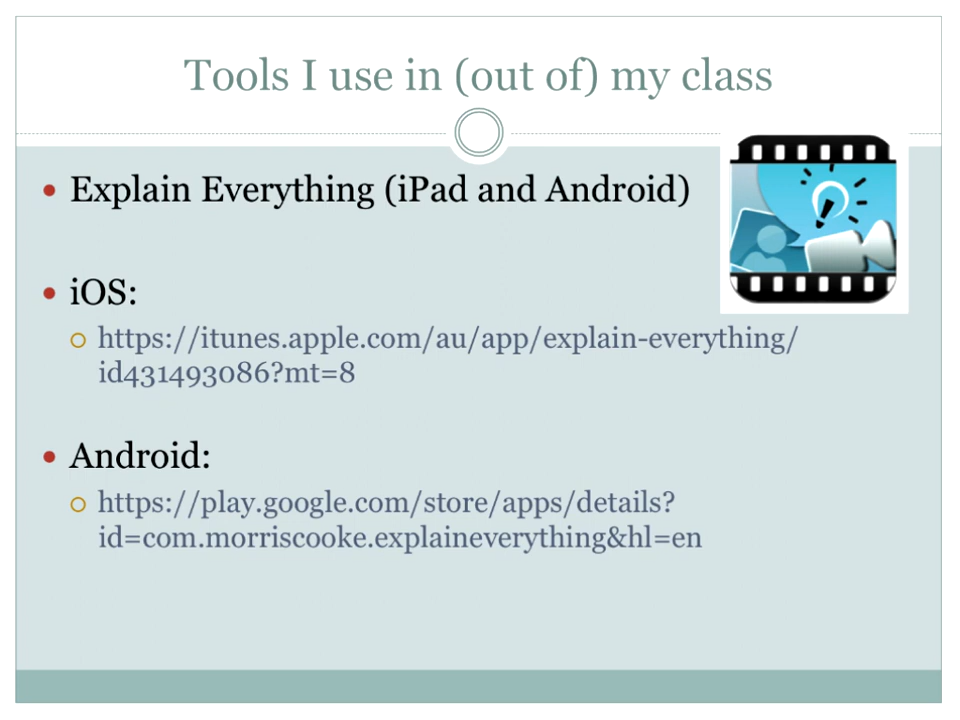 Tools I use in (out of) my class
Explain Everything (iPad and Android)
iOS:
https://itunes.apple.com/au/app/explain-everything/
id431493086?mt=8
Android:
https://play.google.com/store/apps/details?
id=com.morriscooke.explaineverything&hl=en